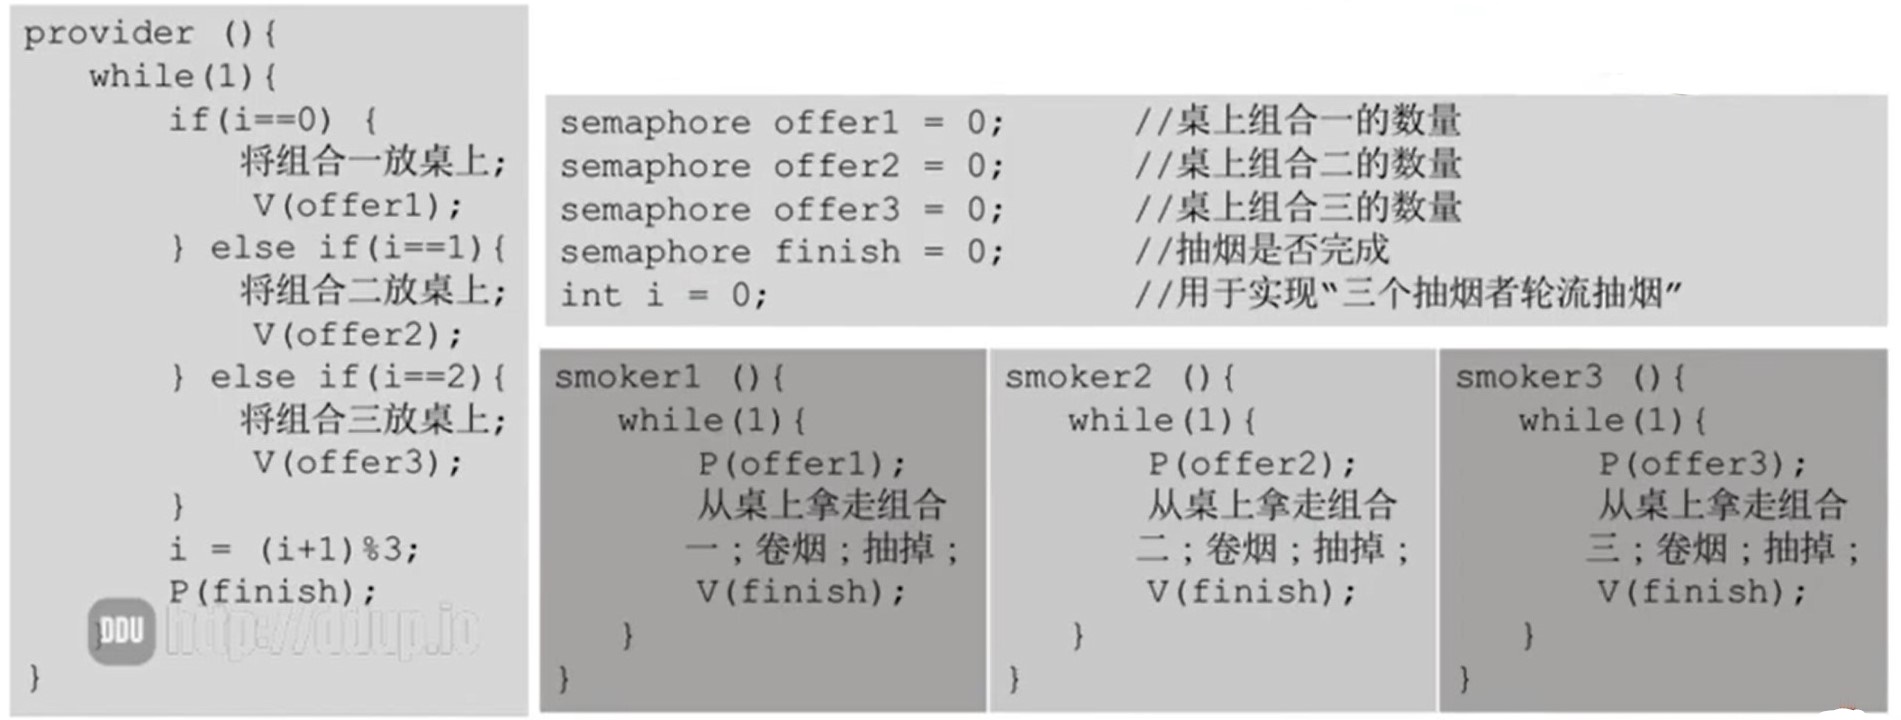 provider (){
while(1){
if(i==0) {
将组合一放桌上;
V(offer1);
} else if(i==1){
将组合二放桌上;
V(offer2);
} else if(i==2){
将组合三放桌上;
V(offer3);
}
i = (i+1)%3;
P(finish);
}
}
DDU http://ddup.io
semaphore offer1 = 0; //桌上组合一的数量
semaphore offer2 = 0; //桌上组合二的数量
semaphore offer3 = 0; //桌上组合三的数量
semaphore finish = 0; //抽烟是否完成
int i = 0; //用于实现“三个抽烟者轮流抽烟”
smoker1 (){
while(1){
P(offer1);
从桌上拿走组合
一；卷烟；抽掉；
V(finish);
}
}
smoker2 (){
while(1){
P(offer2);
从桌上拿走组合
二；卷烟；抽掉；
V(finish);
}
}
smoker3 (){
while(1){
P(offer3);
从桌上拿走组合
三；卷烟；抽掉；
V(finish);
}
}